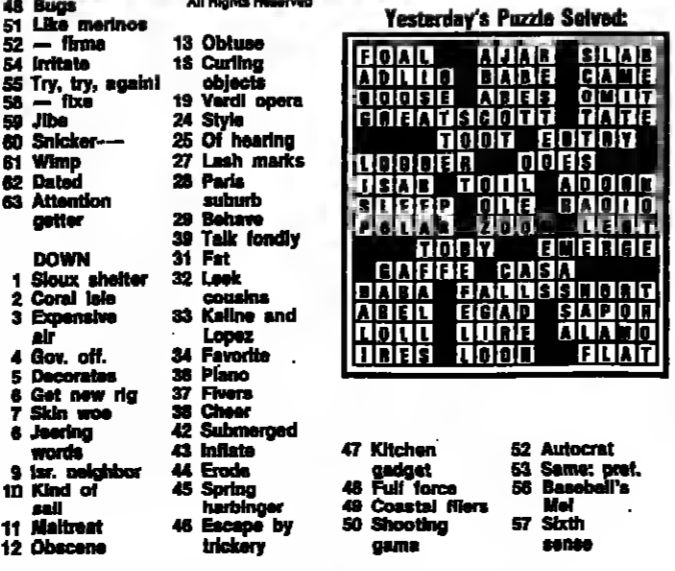 48 Bugs
51 Like merinos
52 — firma
54 Irritate
55 Try, try, again!
58 — fixe
59 Jibe
60 Snicker-—
61 Wimp
62 Dated
63 Attention
getter
DOWN
1 Sioux shelter
2 Coral isle
3 Expensive
air
4 Gov. off.
5 Decorates
6 Get new rig
7 Skin woe
8 Jeering
words
9 Isr. neighbor
10 Kind of
sail
11 Maltreat
12 Obscene
All Rights Reserved
13 Obtuse
18 Curling
objects
19 Verdi opera
24 Style
25 Of hearing
27 Lash marks
28 Paris
suburb
29 Behave
39 Talk fondly
31 Fat
32 Leek
cousins
33 Kaline and
Lopez
34 Favorite
36 Piano
37 Fivers
38 Cheer
42 Submerged
43 Inflate
44 Erode
45 Spring
harbinger
46 Escape by
trickery
Yesterday's Puzzle Solved:
FOAL AJAR SLAB
ADLIB BABE CAME
GOOSE ABES OMIT
GREATSCOTT TATE
TOOT ENTRY
LODGER DOES
ISAR TOIL ADORN
SLEEP OLE RADIO
POLAR ZOOM LENT
TOBY EMERGE
GAFFE CASA
BABA FALLSSHORT
ABEL EGAD SAPOR
LOLL LIRE ALAMO
IRES LOON FLAT
47 Kitchen
gadget
48 Full force
49 Coastal fliers
50 Shooting
game
52 Autocrat
53 Same: pref.
56 Baseball's
Mel
57 Sixth
sense